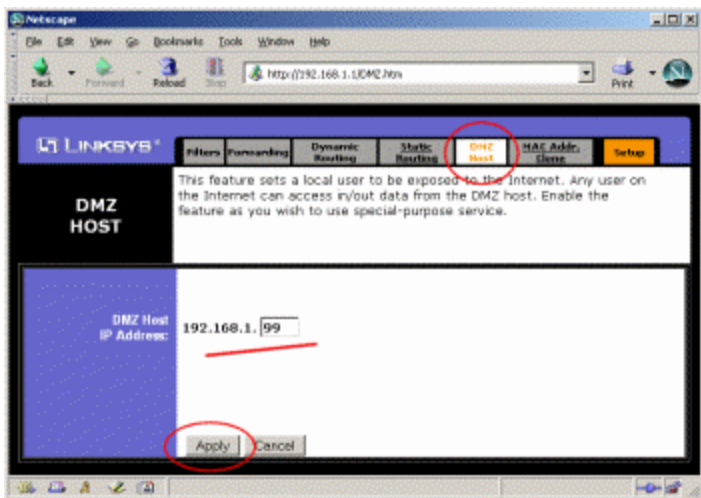 Netscape
File Edit View Go Bookmarks Tools Window Help
Back Forward Reload Stop http://192.168.1.1/DMZ.htm Print
LINKSYS®
Filters Forwarding Dynamic Routing Static Routing DMZ Host MAC Addr. Clone Setup
DMZ
HOST
This feature sets a local user to be exposed to the Internet. Any user on
the Internet can access in/out data from the DMZ host. Enable the
feature as you wish to use special-purpose service.
DMZ Host
IP Address:
192.168.1. 99
Apply Cancel